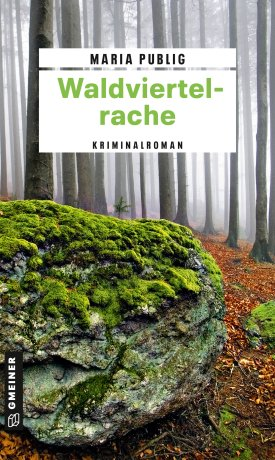 MARIA PUBLIG
Waldviertel-
rache
KRIMINALROMAN
GMEINER